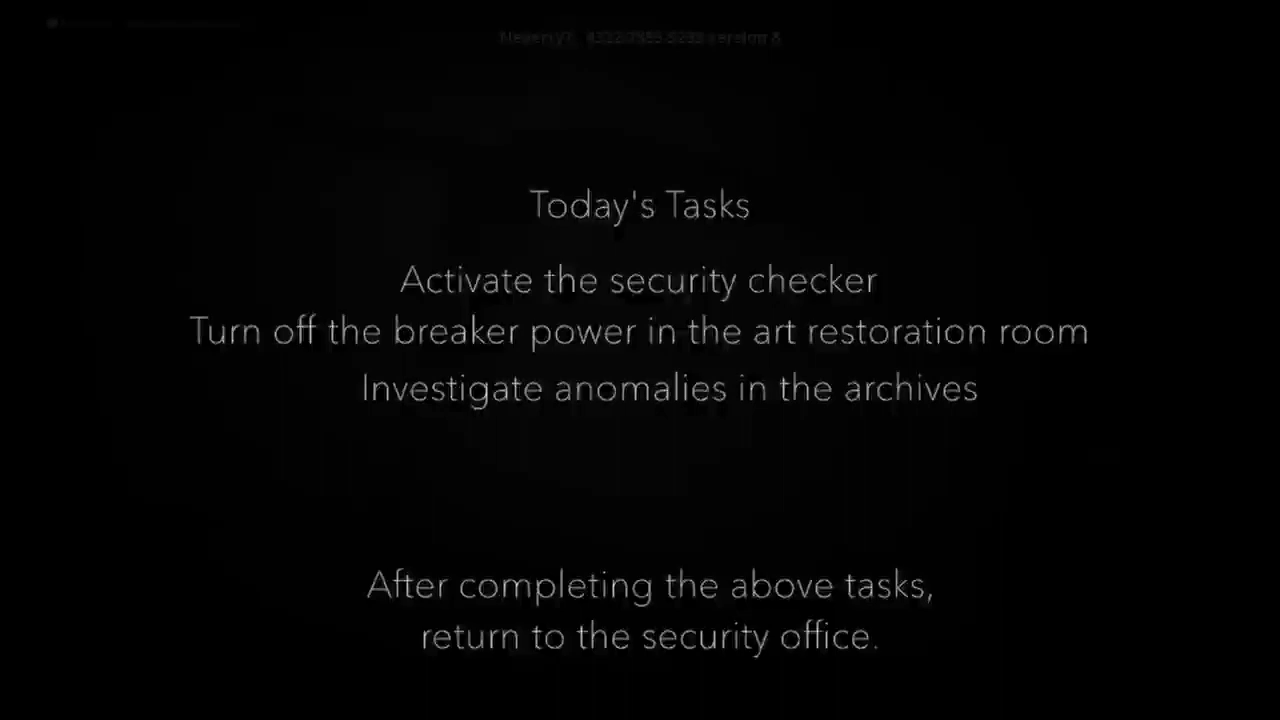 Today's Tasks
Activate the security checker
Turn off the breaker power in the art restoration room
Investigate anomalies in the archives
After completing the above tasks,
return to the security office.